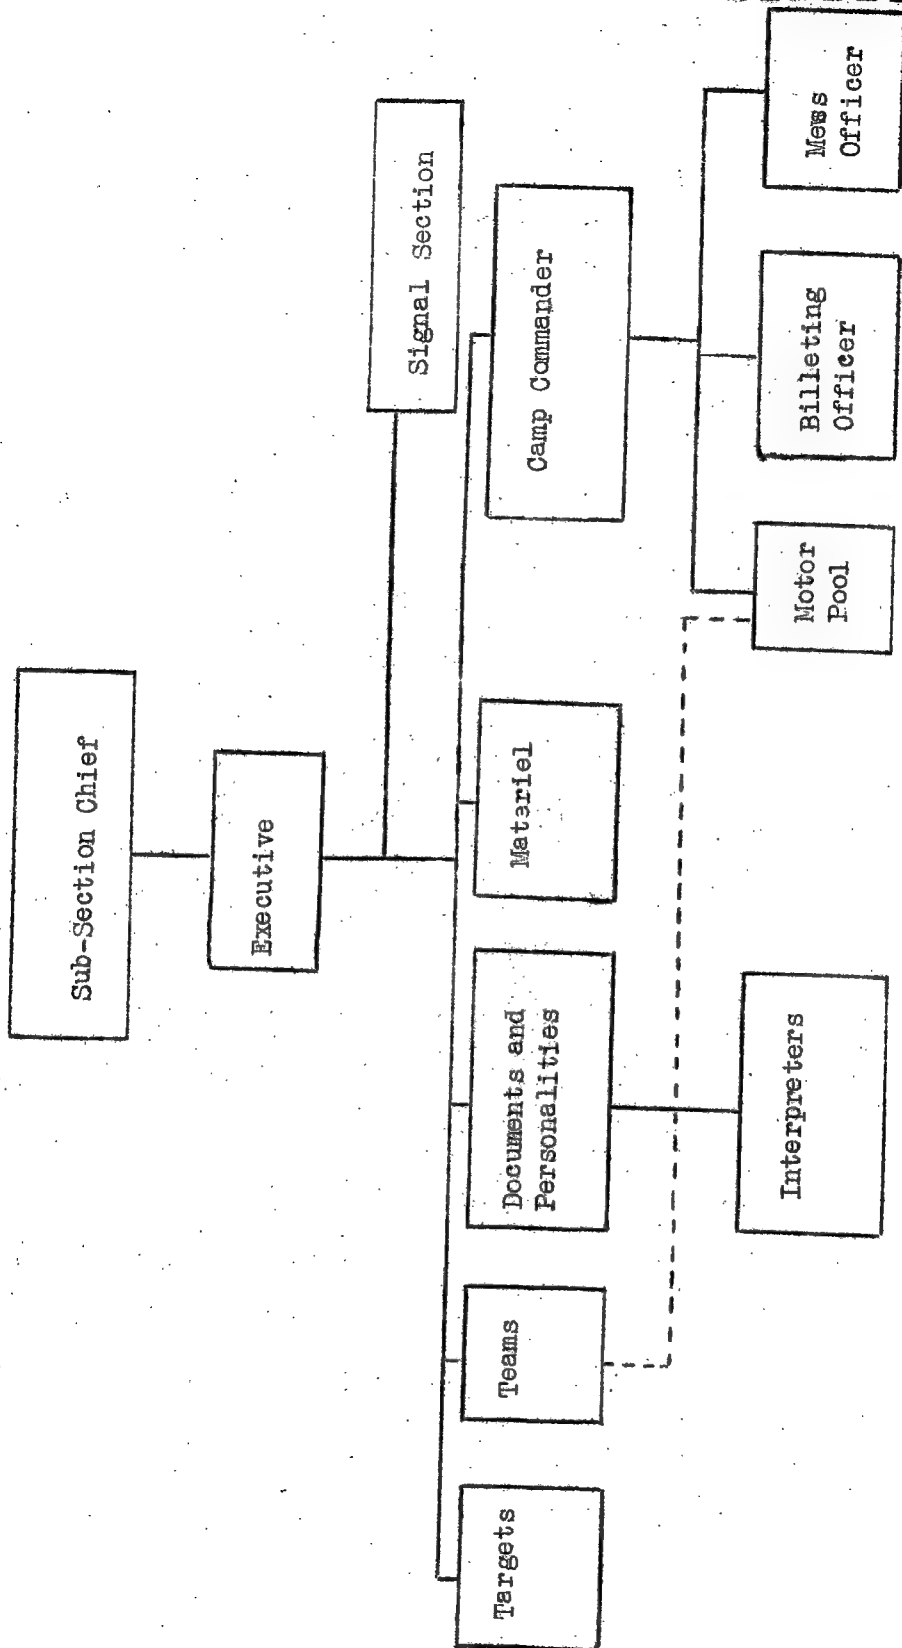 Sub-Section Chief
Executive
Signal Section
Targets
Teams
Documents and
Personalities
Materiel
Camp Commander
Interpreters
Motor
Pool
Billeting
Officer
Mess
Officer